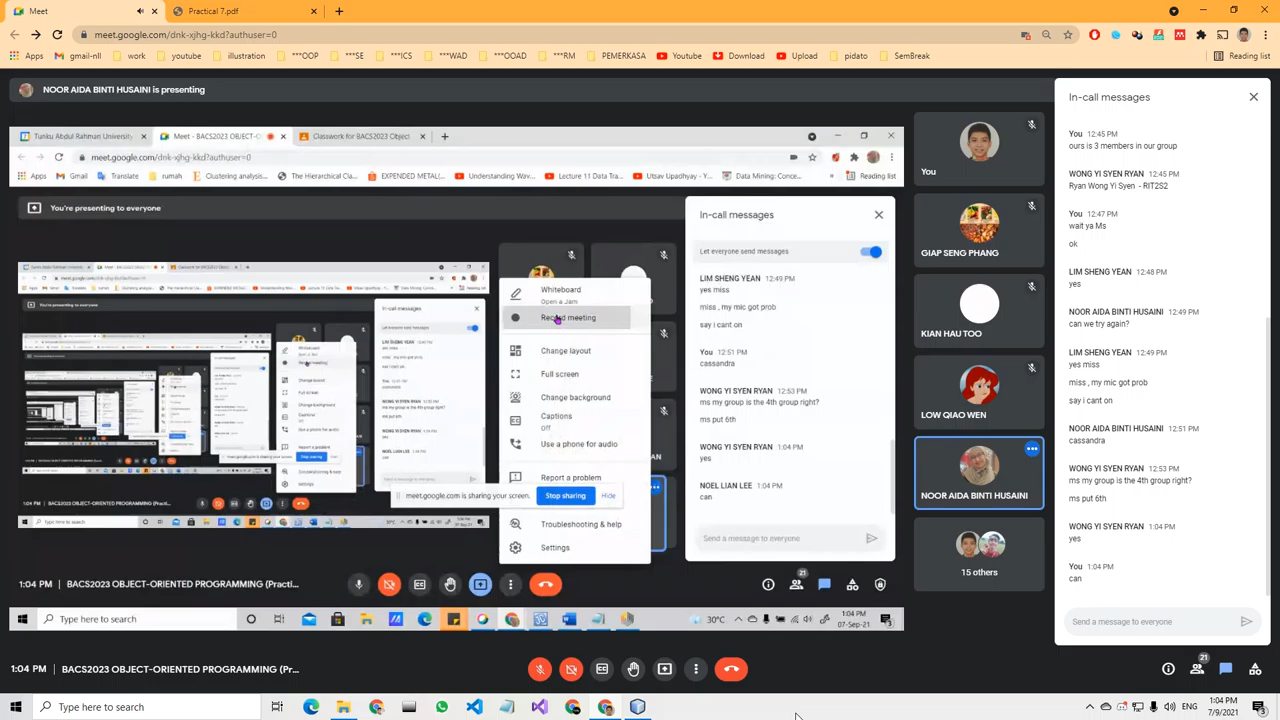 Meet
Practical 7.pdf
meet.google.com/dnk-xjhg-kkd?authuser=0
Apps gmail-nll work youtube illustration ***OOP ***SE ***ICS ***WAD ***OOAD ***RM PEMERKASA Youtube Download Upload pidato SemBreak Reading list
NOOR AIDA BINTI HUSAINI is presenting
Tunku Abdul Rahman University
Meet - BACS2023 OBJECT-O
Classwork for BACS2023 Object
meet.google.com/dnk-xjhg-kkd?authuser=0
Apps Gmail Translate rumah Clustering analysis... The Hierarchical Cla... EXPENDED METAL(... Understanding Wav... Lecture 11 Data Tra... Utsav Upadhyay - Y... Data Mining: Conce... Reading list
You're presenting to everyone
In-call messages
Let everyone send messages
LIM SHENG YEAN 12:49 PM
yes miss
miss , my mic got prob
say i cant on
You 12:51 PM
cassandra
WONG YI SYEN RYAN 12:53 PM
ms my group is the 4th group right?
ms put 6th
WONG YI SYEN RYAN 1:04 PM
yes
NOEL LIAN LEE 1:04 PM
can
Send a message to everyone
Whiteboard
Open a Jam
Record meeting
Change layout
Full screen
Change background
Captions
Off
Use a phone for audio
Report a problem
meet.google.com is sharing your screen. Stop sharing Hide
Troubleshooting & help
Settings
1:04 PM BACS2023 OBJECT-ORIENTED PROGRAMMING (Practi...
21
Type here to search
30°C
1:04 PM
07-Sep-21
You
GIAP SENG PHANG
KIAN HAU TOO
LOW QIAO WEN
NOOR AIDA BINTI HUSAINI
15 others
In-call messages
You 12:45 PM
ours is 3 members in our group
WONG YI SYEN RYAN 12:45 PM
Ryan Wong Yi Syen - RIT2S2
You 12:47 PM
wait ya Ms
ok
LIM SHENG YEAN 12:48 PM
yes
NOOR AIDA BINTI HUSAINI 12:49 PM
can we try again?
LIM SHENG YEAN 12:49 PM
yes miss
miss , my mic got prob
say i cant on
NOOR AIDA BINTI HUSAINI 12:51 PM
cassandra
WONG YI SYEN RYAN 12:53 PM
ms my group is the 4th group right?
ms put 6th
WONG YI SYEN RYAN 1:04 PM
yes
You 1:04 PM
can
Send a message to everyone
1:04 PM BACS2023 OBJECT-ORIENTED PROGRAMMING (Pr...
21
Type here to search
ENG
1:04 PM
7/9/2021
3